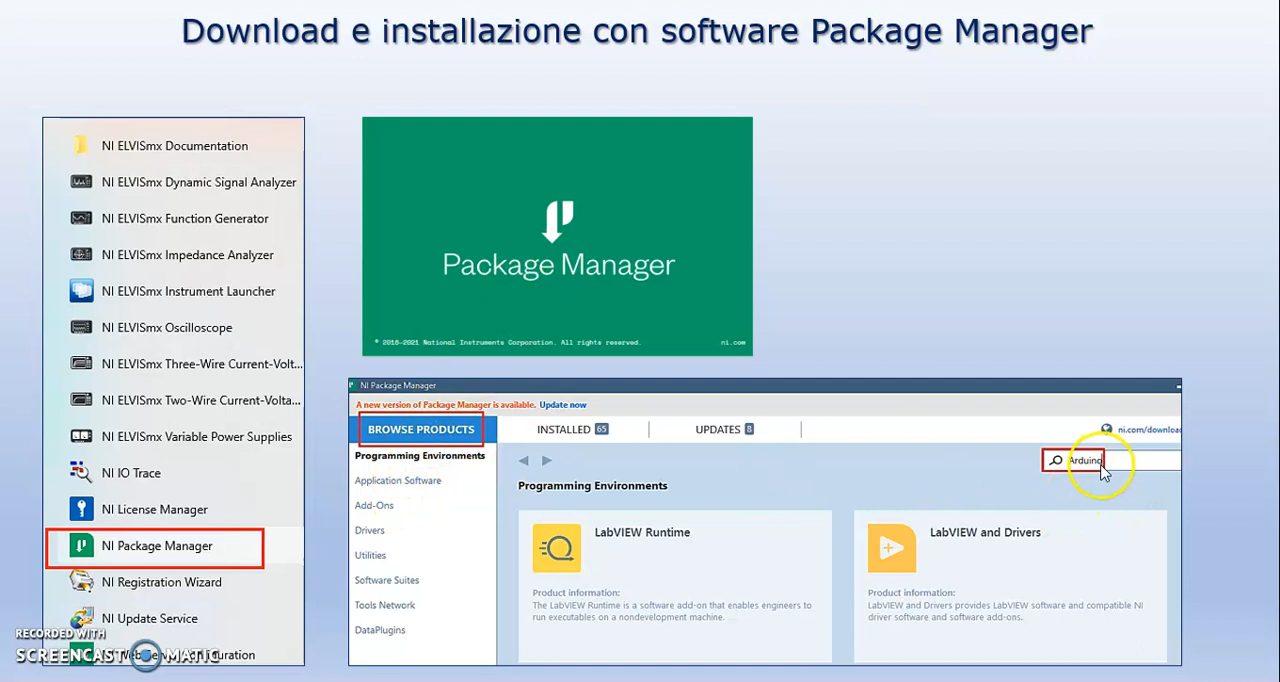 Download e installazione con software Package Manager
NI ELVISmx Documentation
NI ELVISmx Dynamic Signal Analyzer
NI ELVISmx Function Generator
NI ELVISmx Impedance Analyzer
NI ELVISmx Instrument Launcher
NI ELVISmx Oscilloscope
NI ELVISmx Three-Wire Current-Volt...
NI ELVISmx Two-Wire Current-Volta...
NI ELVISmx Variable Power Supplies
NI IO Trace
NI License Manager
NI Package Manager
NI Registration Wizard
NI Update Service
RECORDED WITH
SCREENCAST-O-MATIC
Package Manager
© 2016–2021 National Instruments Corporation. All rights reserved.
ni.com
NI Package Manager
A new version of Package Manager is available. Update now
BROWSE PRODUCTS
INSTALLED 65
UPDATES 8
ni.com/downloa
Programming Environments
Application Software
Add-Ons
Drivers
Utilities
Software Suites
Tools Network
DataPlugins
Arduino
Programming Environments
LabVIEW Runtime
Product information:
The LabVIEW Runtime is a software add-on that enables engineers to
run executables on a nondevelopment machine.
LabVIEW and Drivers
Product information:
LabVIEW and Drivers provides LabVIEW software and compatible NI
driver software and software add-ons.